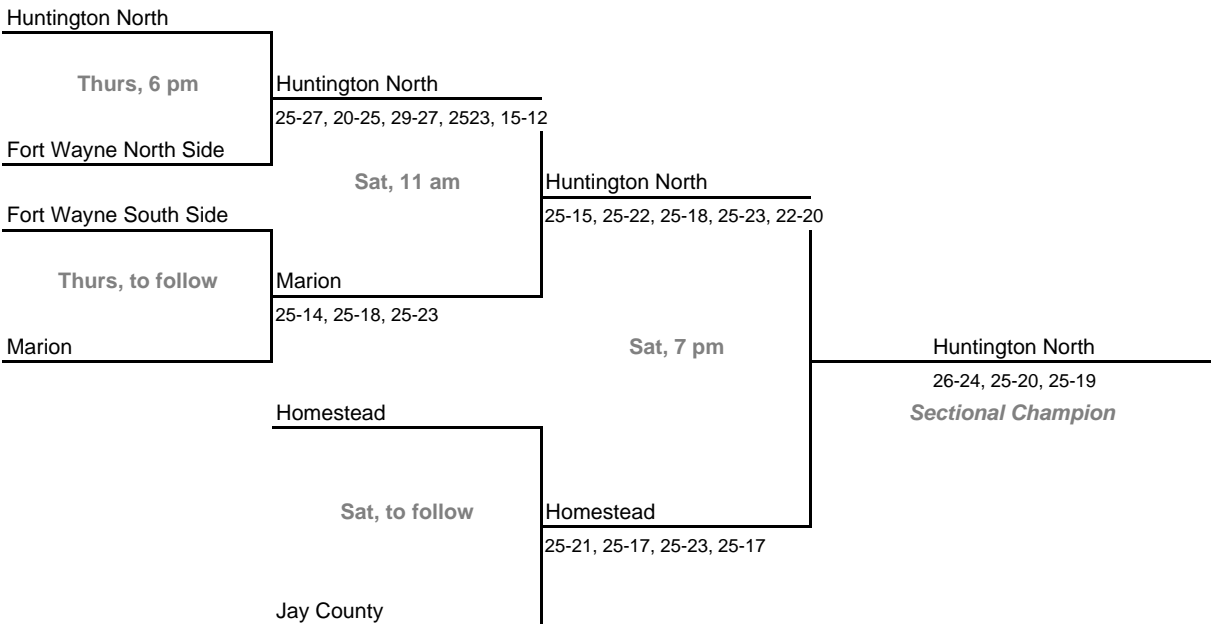 Huntington North
Thurs, 6 pm
Huntington North
25-27, 20-25, 29-27, 2523, 15-12
Fort Wayne North Side
Sat, 11 am
Huntington North
Fort Wayne South Side
25-15, 25-22, 25-18, 25-23, 22-20
Thurs, to follow
Marion
25-14, 25-18, 25-23
Marion
Sat, 7 pm
Huntington North
26-24, 25-20, 25-19
Homestead
Sectional Champion
Sat, to follow
Homestead
25-21, 25-17, 25-23, 25-17
Jay County